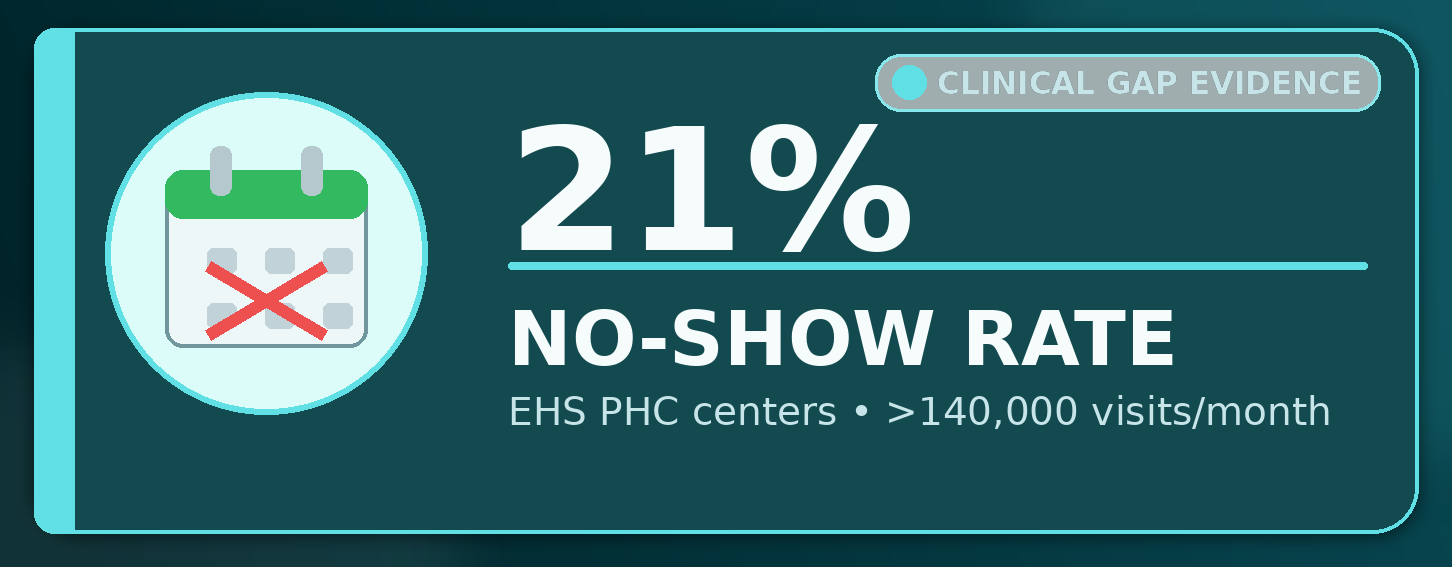 CLINICAL GAP EVIDENCE
21%
NO-SHOW RATE
EHS PHC centers • >140,000 visits/month